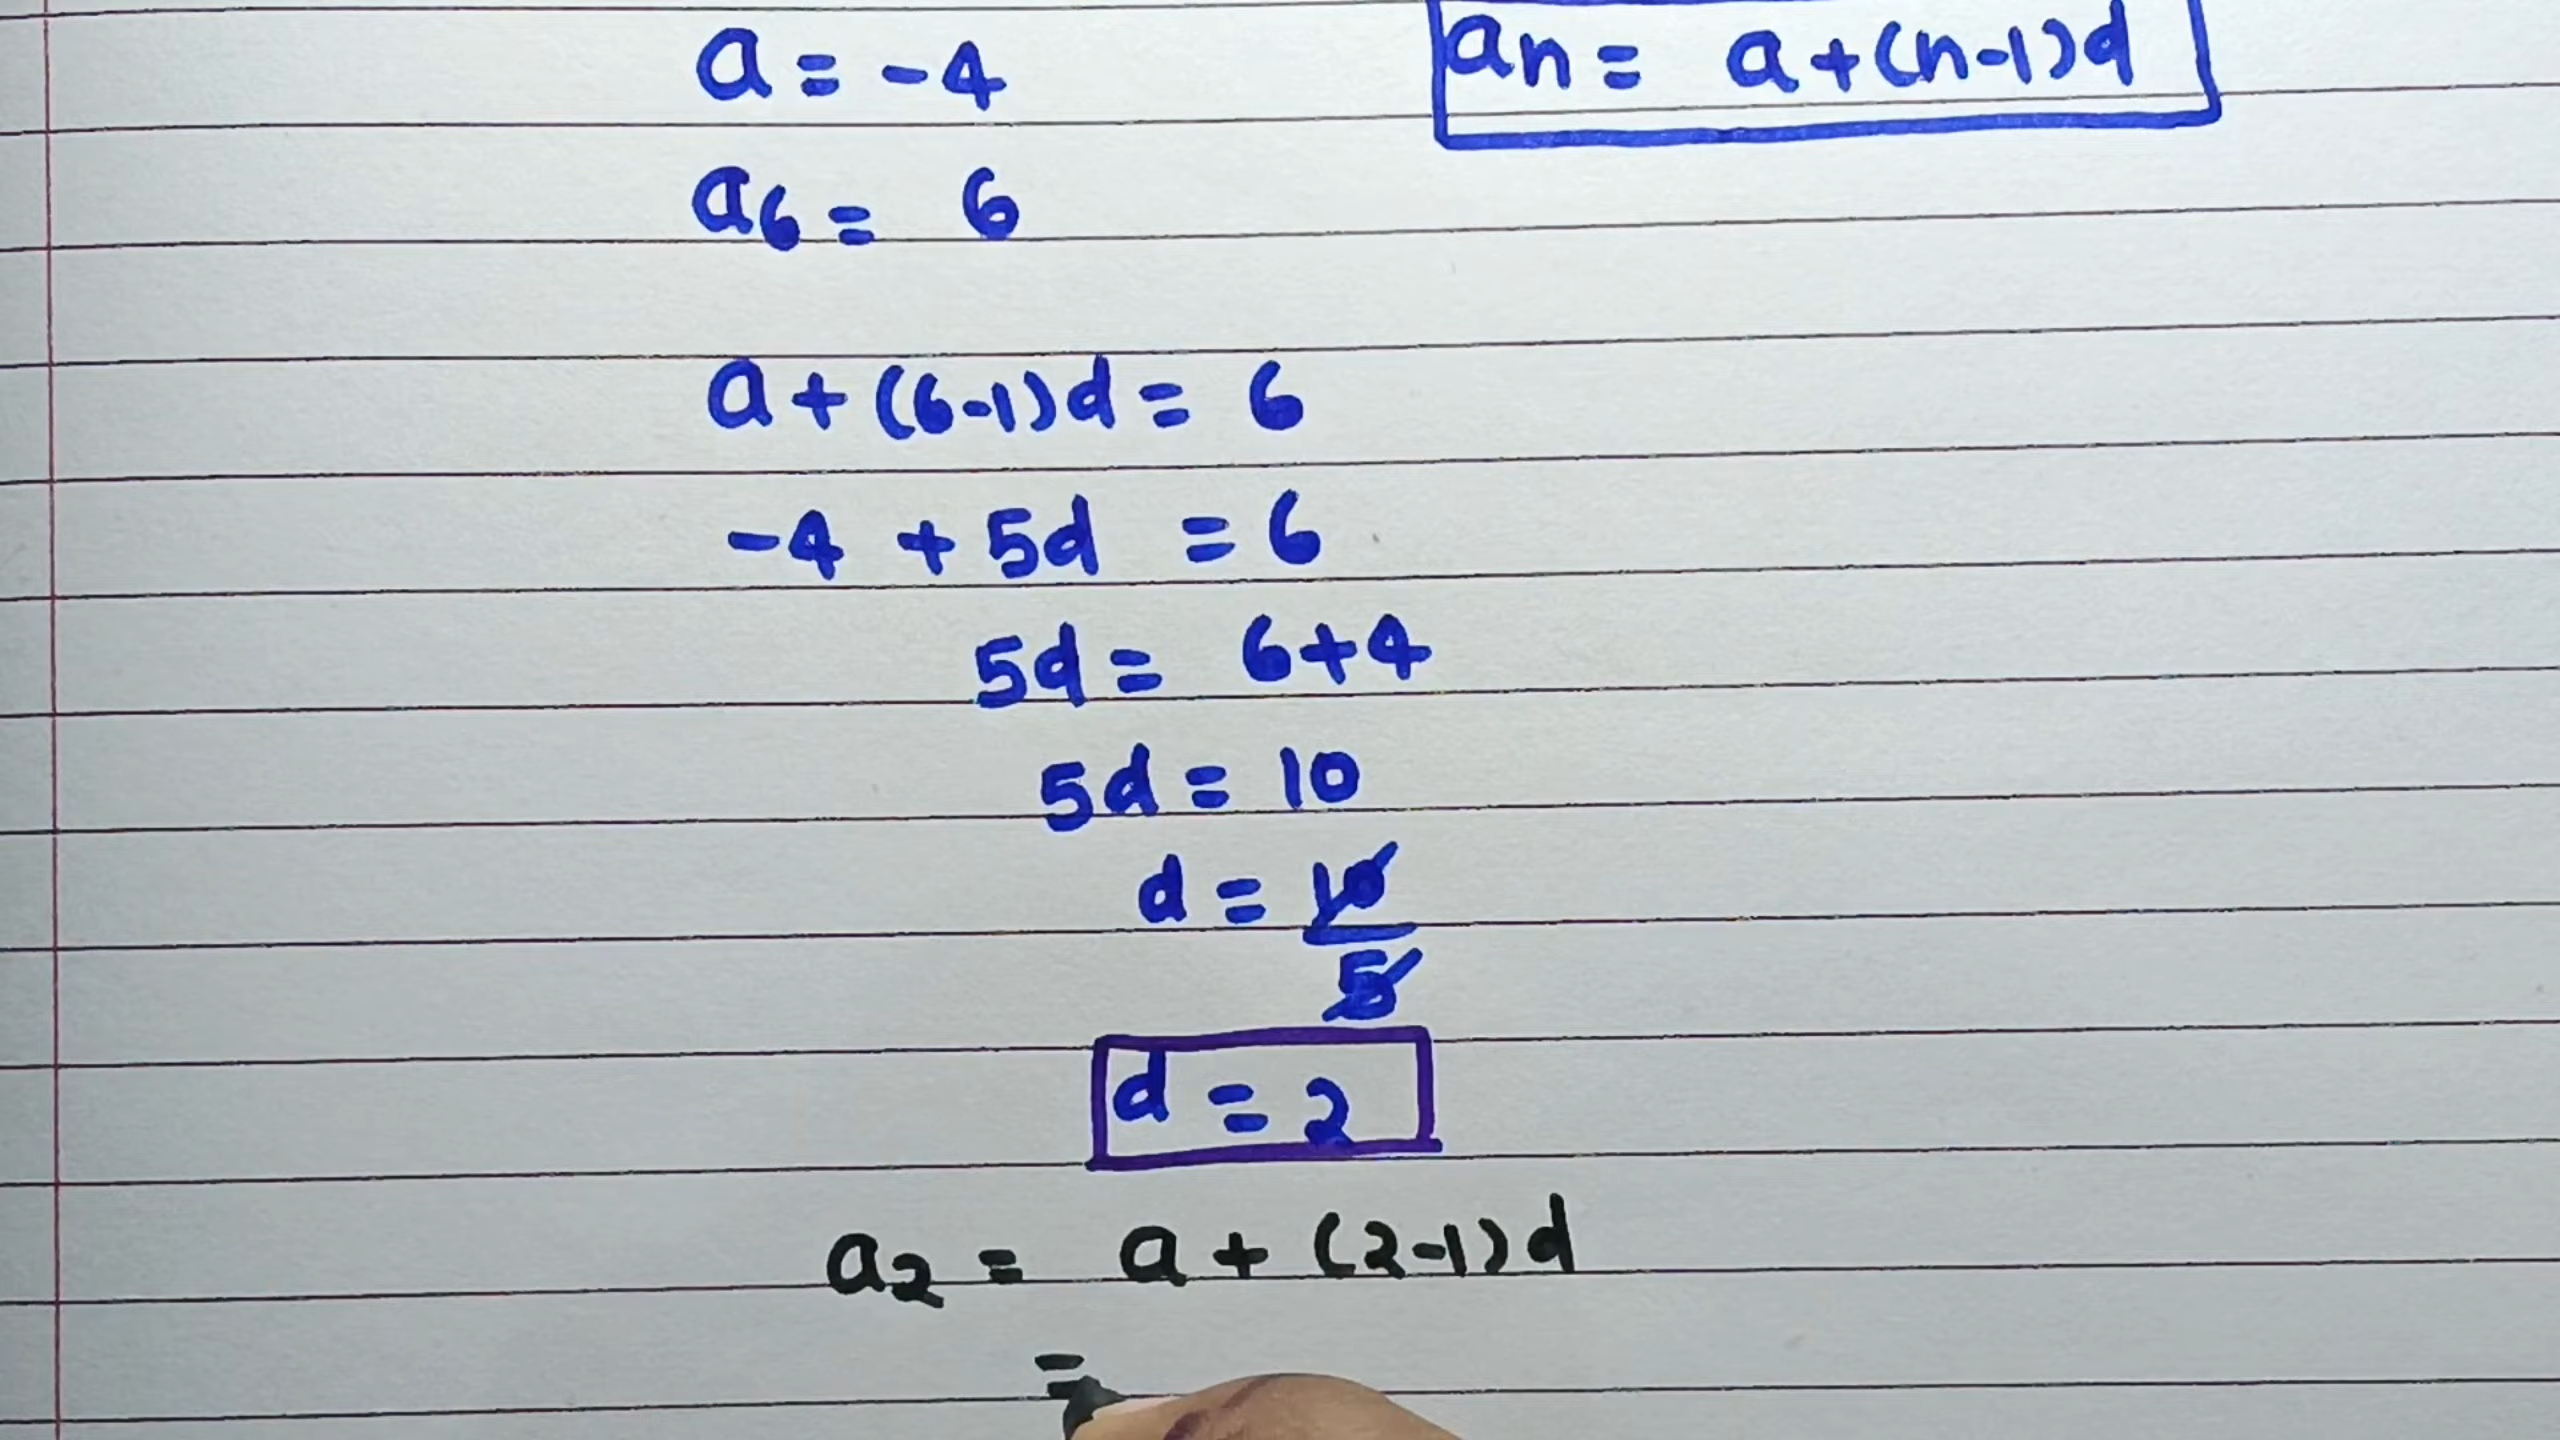 a = -4
an = a+(n-1)d
a6 = 6
a+(6-1)d = 6
-4 + 5d = 6
5d = 6+4
5d = 10
d = 10/5
d = 2
a2 = a + (2-1)d
=